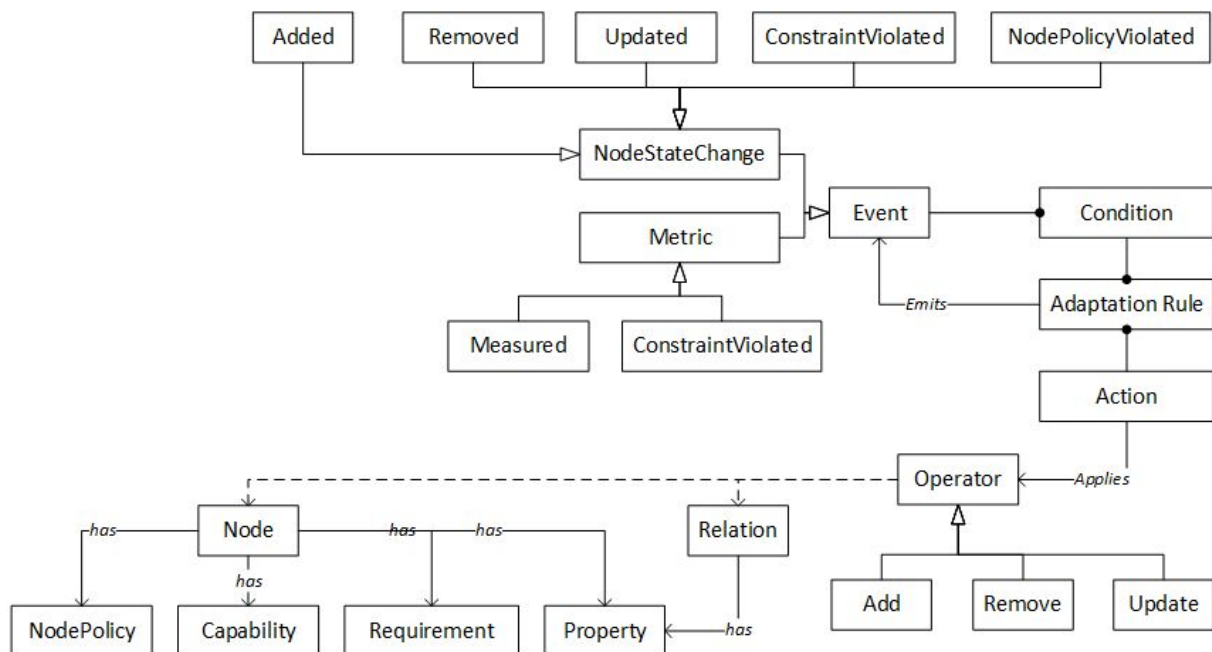 Added
Removed
Updated
ConstraintViolated
NodePolicyViolated
NodeStateChange
Event
Condition
Metric
Emits
Adaptation Rule
Measured
ConstraintViolated
Action
Operator
Applies
has
Node
has
has
Relation
has
Add
Remove
Update
NodePolicy
Capability
Requirement
Property
has